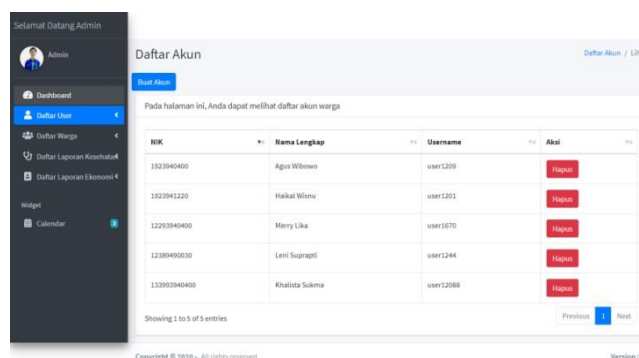 Selamat Datang Admin
Admin
Dashboard
Daftar User
Daftar Warga
Daftar Laporan Kesehatan
Daftar Laporan Ekonomi
Widget
Calendar
Daftar Akun
Daftar Akun /
Buat Akun
Pada halaman ini, Anda dapat melihat daftar akun warga
NIK Nama Lengkap Username Aksi
1923940400 Agus Wibowo user1209 Hapus
1923941220 Haikal Wisnu user1201 Hapus
12293940400 Merry Lika user1670 Hapus
12389490030 Leni Suprapti user1244 Hapus
133993940400 Khalista Sukma user12088 Hapus
Showing 1 to 5 of 5 entries
Previous 1 Next
Copyright © 2020 - All rights reserved
Version